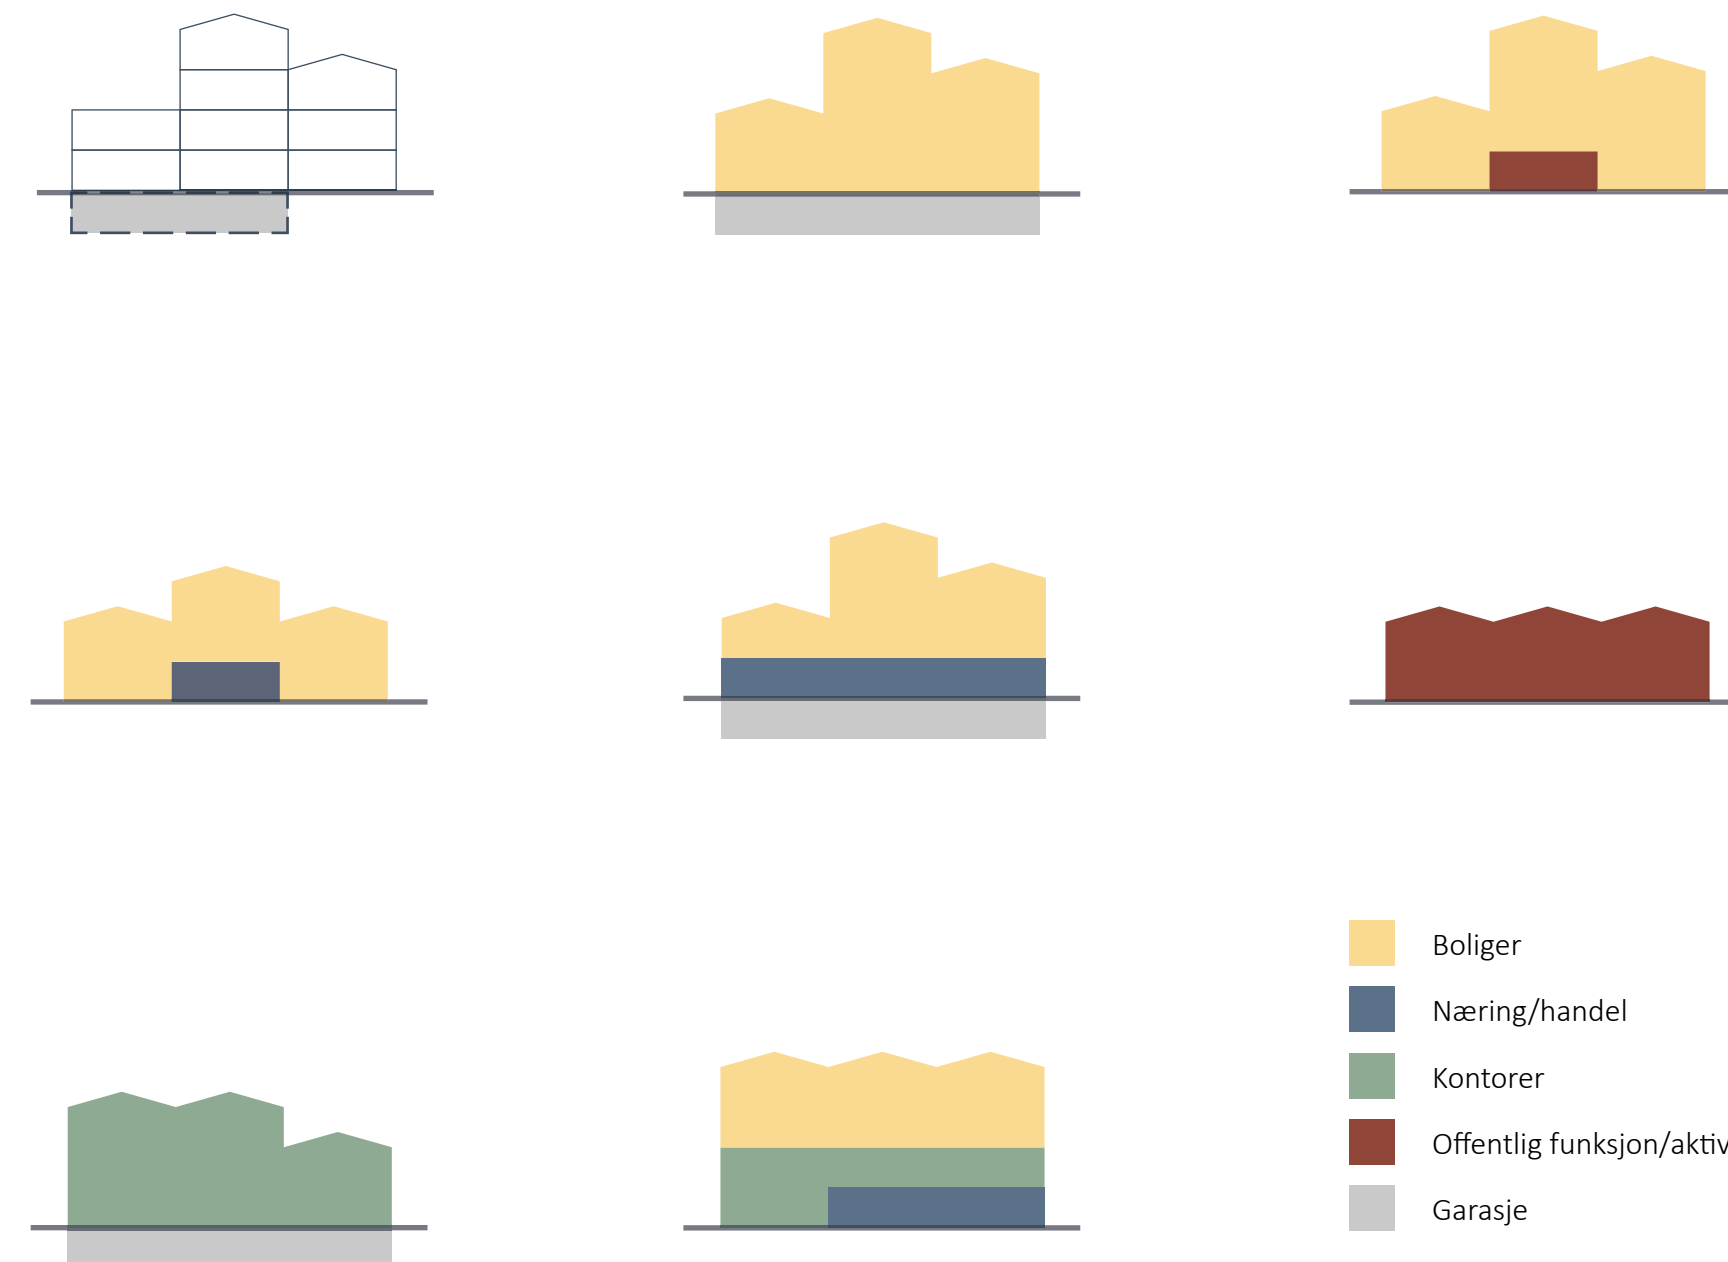 Boliger
Næring/handel
Kontorer
Offentlig funksjon/aktiv
Garasje